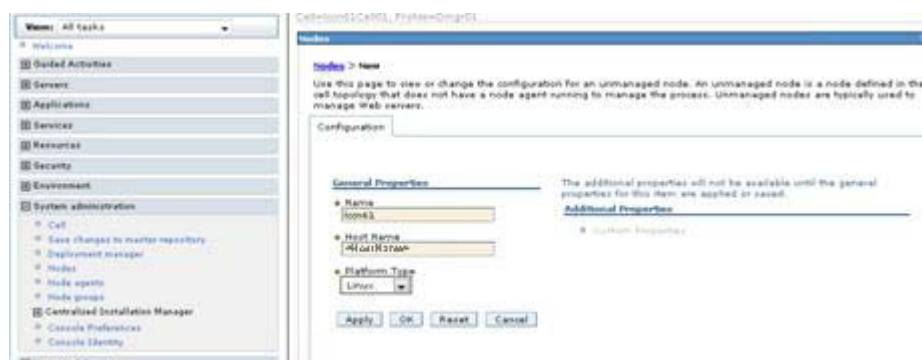 View: All tasks
Welcome
Guided Activities
Servers
Applications
Services
Resources
Security
Environment
System administration
Cell
Save changes to master repository
Deployment manager
Nodes
Node agents
Node groups
Centralized Installation Manager
Console Preferences
Console Identity
Nodes
Nodes > New
Use this page to view or change the configuration for an unmanaged node. An unmanaged node is a node defined in the
cell topology that does not have a node agent running to manage the process. Unmanaged nodes are typically used to
manage Web servers.
Configuration
General Properties
Name
Host Name
Platform Type
Linux
Apply OK Reset Cancel
The additional properties will not be available until the general
properties for this item are applied or saved.
Additional Properties
Custom Properties